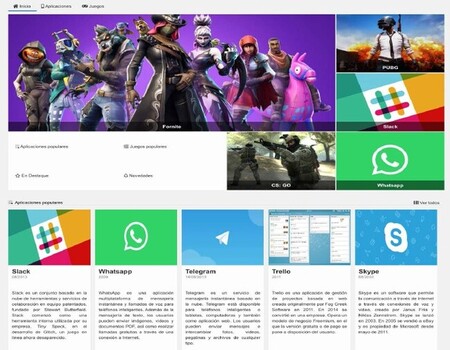 Inicio Aplicaciones Juegos
Fornite
PUBG
Slack
CS: GO
Whatsapp
Aplicaciones populares
Juegos populares
En Destaque
Novedades
Aplicaciones populares
Ver todos
Slack
Whatsapp
2009
Telegram
Trello
2011
Skype
Slack es un conjunto basado en la
nube de herramientas y servicios de
colaboración en equipo patentados,
fundado por Stewart Butterfield.
Slack comenzó como una
herramienta interna utilizada por su
empresa, Tiny Speck, en el
desarrollo de Glitch, un juego en
línea ahora desaparecido.
WhatsApp es una aplicación
multiplataforma de mensajería
instantánea y llamadas de voz para
teléfonos inteligentes. Además de la
mensajería de texto, los usuarios
pueden enviar imágenes, vídeos y
documentos PDF, así como realizar
llamadas gratuitas a través de una
conexión a Internet.
Telegram es un servicio de
mensajería instantánea basado en la
nube. Telegram está disponible
para teléfonos inteligentes o
tabletas, computadoras y también
como aplicación web. Los usuarios
pueden enviar mensajes e
intercambiar fotos, videos,
pegatinas y archivos de cualquier
tipo.
Trello es una aplicación de gestión
de proyectos basada en web
creada originalmente por Fog Creek
Software en 2011. En 2014 se
convirtió en una empresa. Opera un
modelo de negocio Freemium, en el
que la versión gratuita o de pago se
pone a disposición del usuario.
Skype es un software que permite
la comunicación a través de Internet
a través de conexiones de voz y
video, creado por Janus Friis y
Niklas Zennstrom. Skype se lanzó
en 2003. En 2005 se vendió a eBay
y es propiedad de Microsoft desde
mayo de 2011.